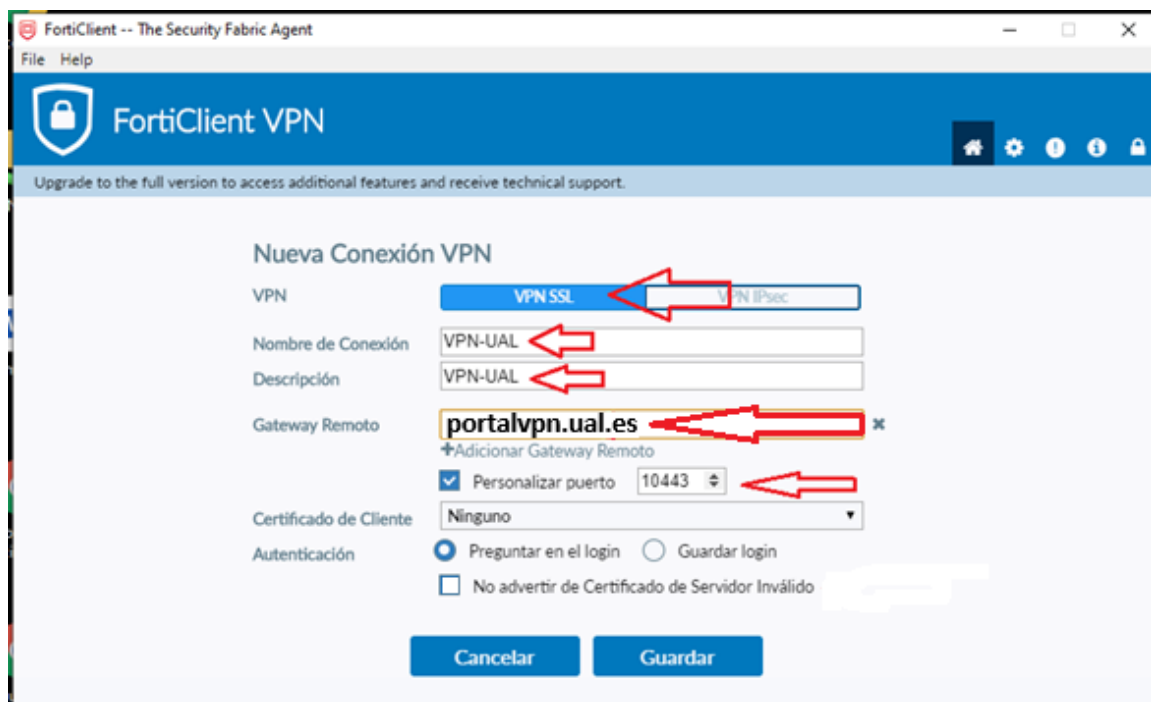 FortiClient -- The Security Fabric Agent
File Help
FortiClient VPN
Upgrade to the full version to access additional features and receive technical support.
Nueva Conexión VPN
VPN VPN SSL VPN IPsec
Nombre de Conexión VPN-UAL
Descripción VPN-UAL
Gateway Remoto portalvpn.ual.es
+Adicionar Gateway Remoto
Personalizar puerto 10443
Certificado de Cliente Ninguno
Autenticación Preguntar en el login Guardar login
No advertir de Certificado de Servidor Inválido
Cancelar Guardar